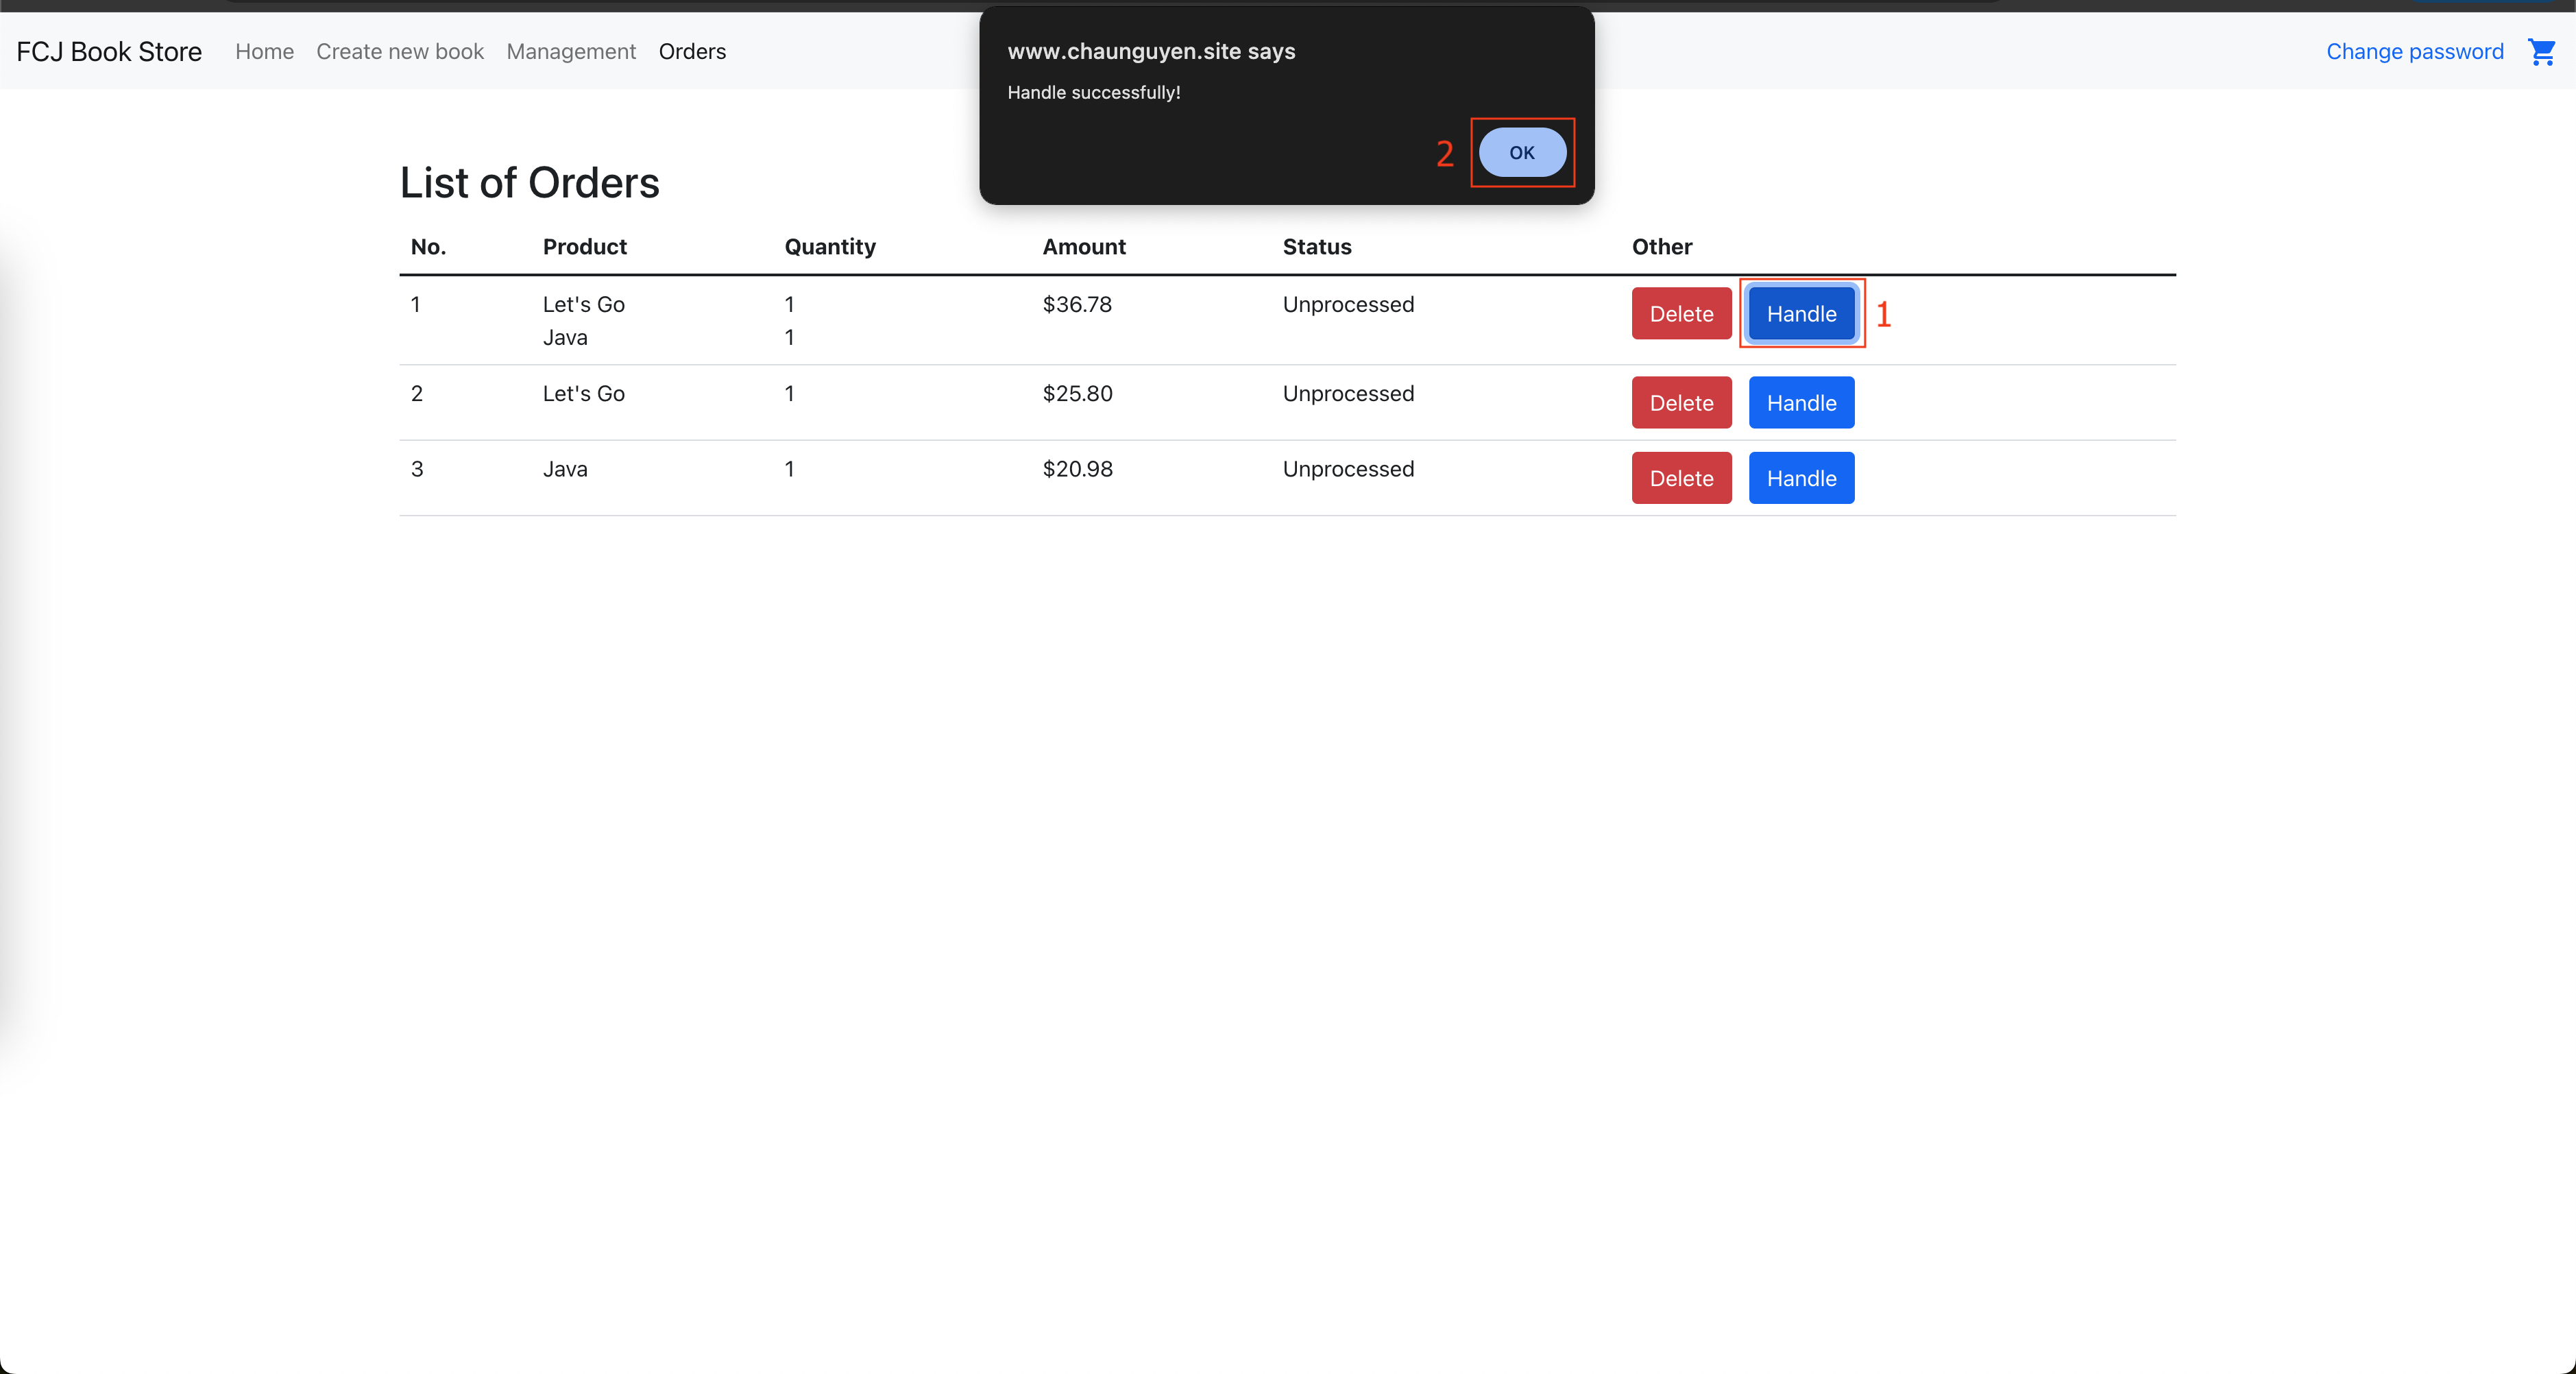 FCJ Book Store Home Create new book Management Orders Change password
www.chaunguyen.site says
Handle successfully!
2 OK
List of Orders
No. Product Quantity Amount Status Other
1 Let's Go 1 $36.78 Unprocessed Delete Handle 1
Java 1
2 Let's Go 1 $25.80 Unprocessed Delete Handle
3 Java 1 $20.98 Unprocessed Delete Handle